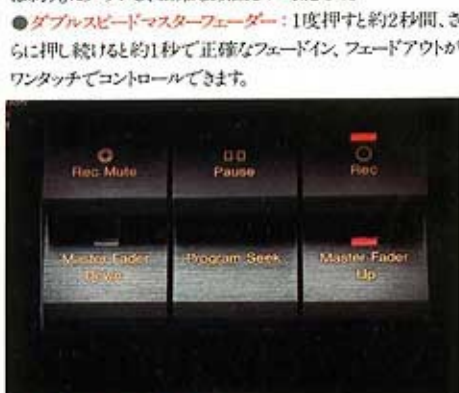 ●ダブルスピードマスターフェーダー：1度押すと約2秒間、さ
らに押し続けると約1秒で正確なフェードイン、フェードアウトが
ワンタッチでコントロールできます。
Rec Mute Pause Rec
Master Fader Down Program Seek Master Fader Up